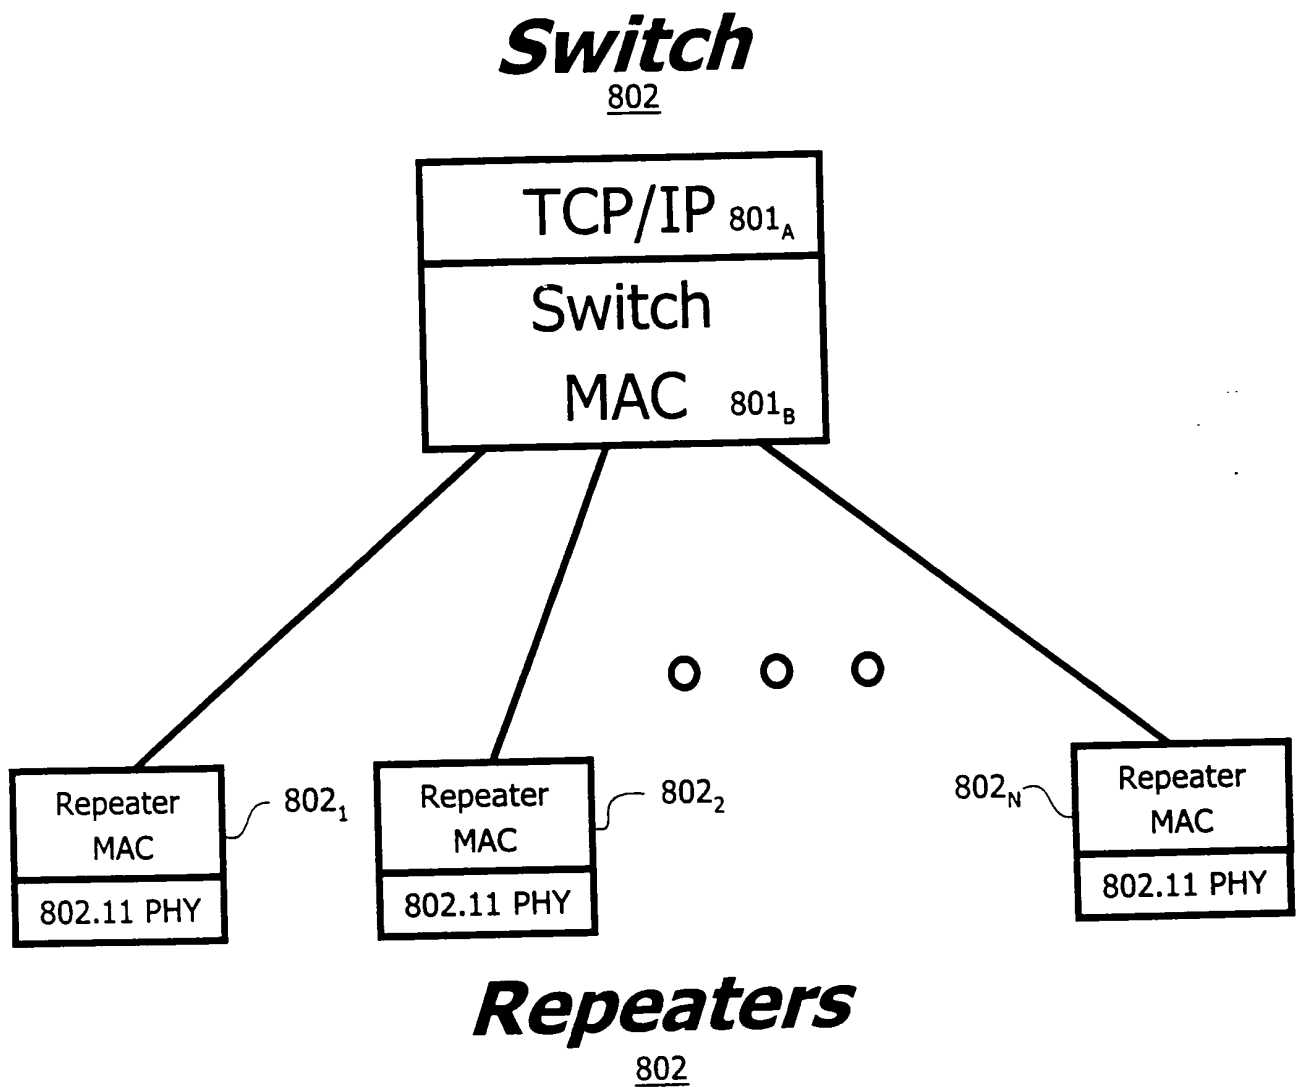 Switch
802
TCP/IP 801A
Switch
MAC 801B
Repeater
MAC
802.11 PHY
8021
Repeater
MAC
802.11 PHY
8022
802N
Repeater
MAC
802.11 PHY
Repeaters
802